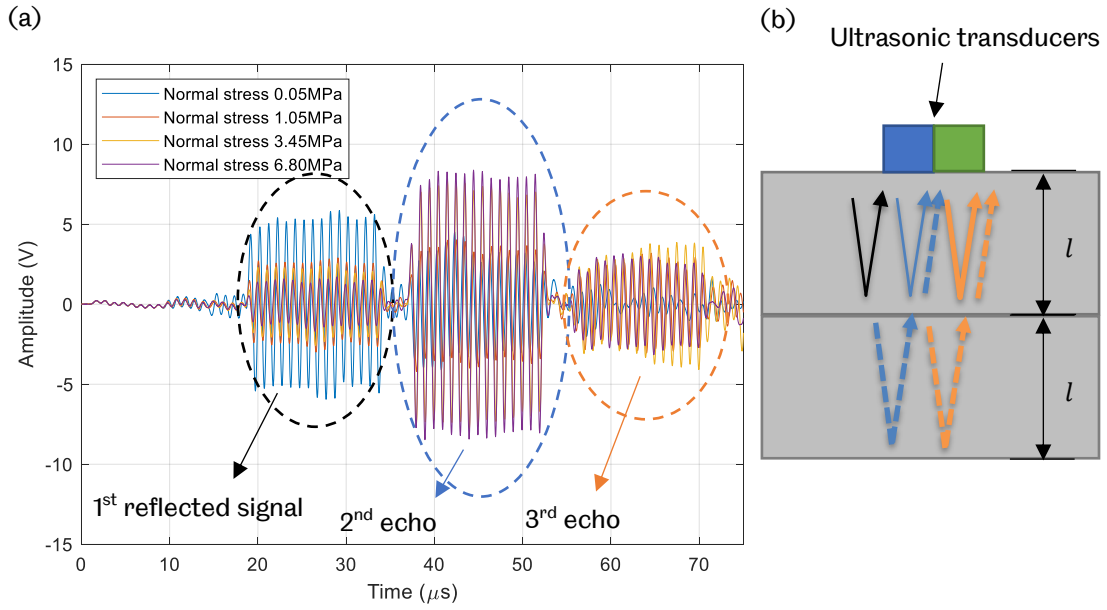 (a)
15
10
5
0
-5
-10
-15
Amplitude (V)
Normal stress 0.05MPa
Normal stress 1.05MPa
Normal stress 3.45MPa
Normal stress 6.80MPa
1st reflected signal
2nd echo
3rd echo
0 10 20 30 40 50 60 70
Time (μs)
(b)
Ultrasonic transducers
l
l